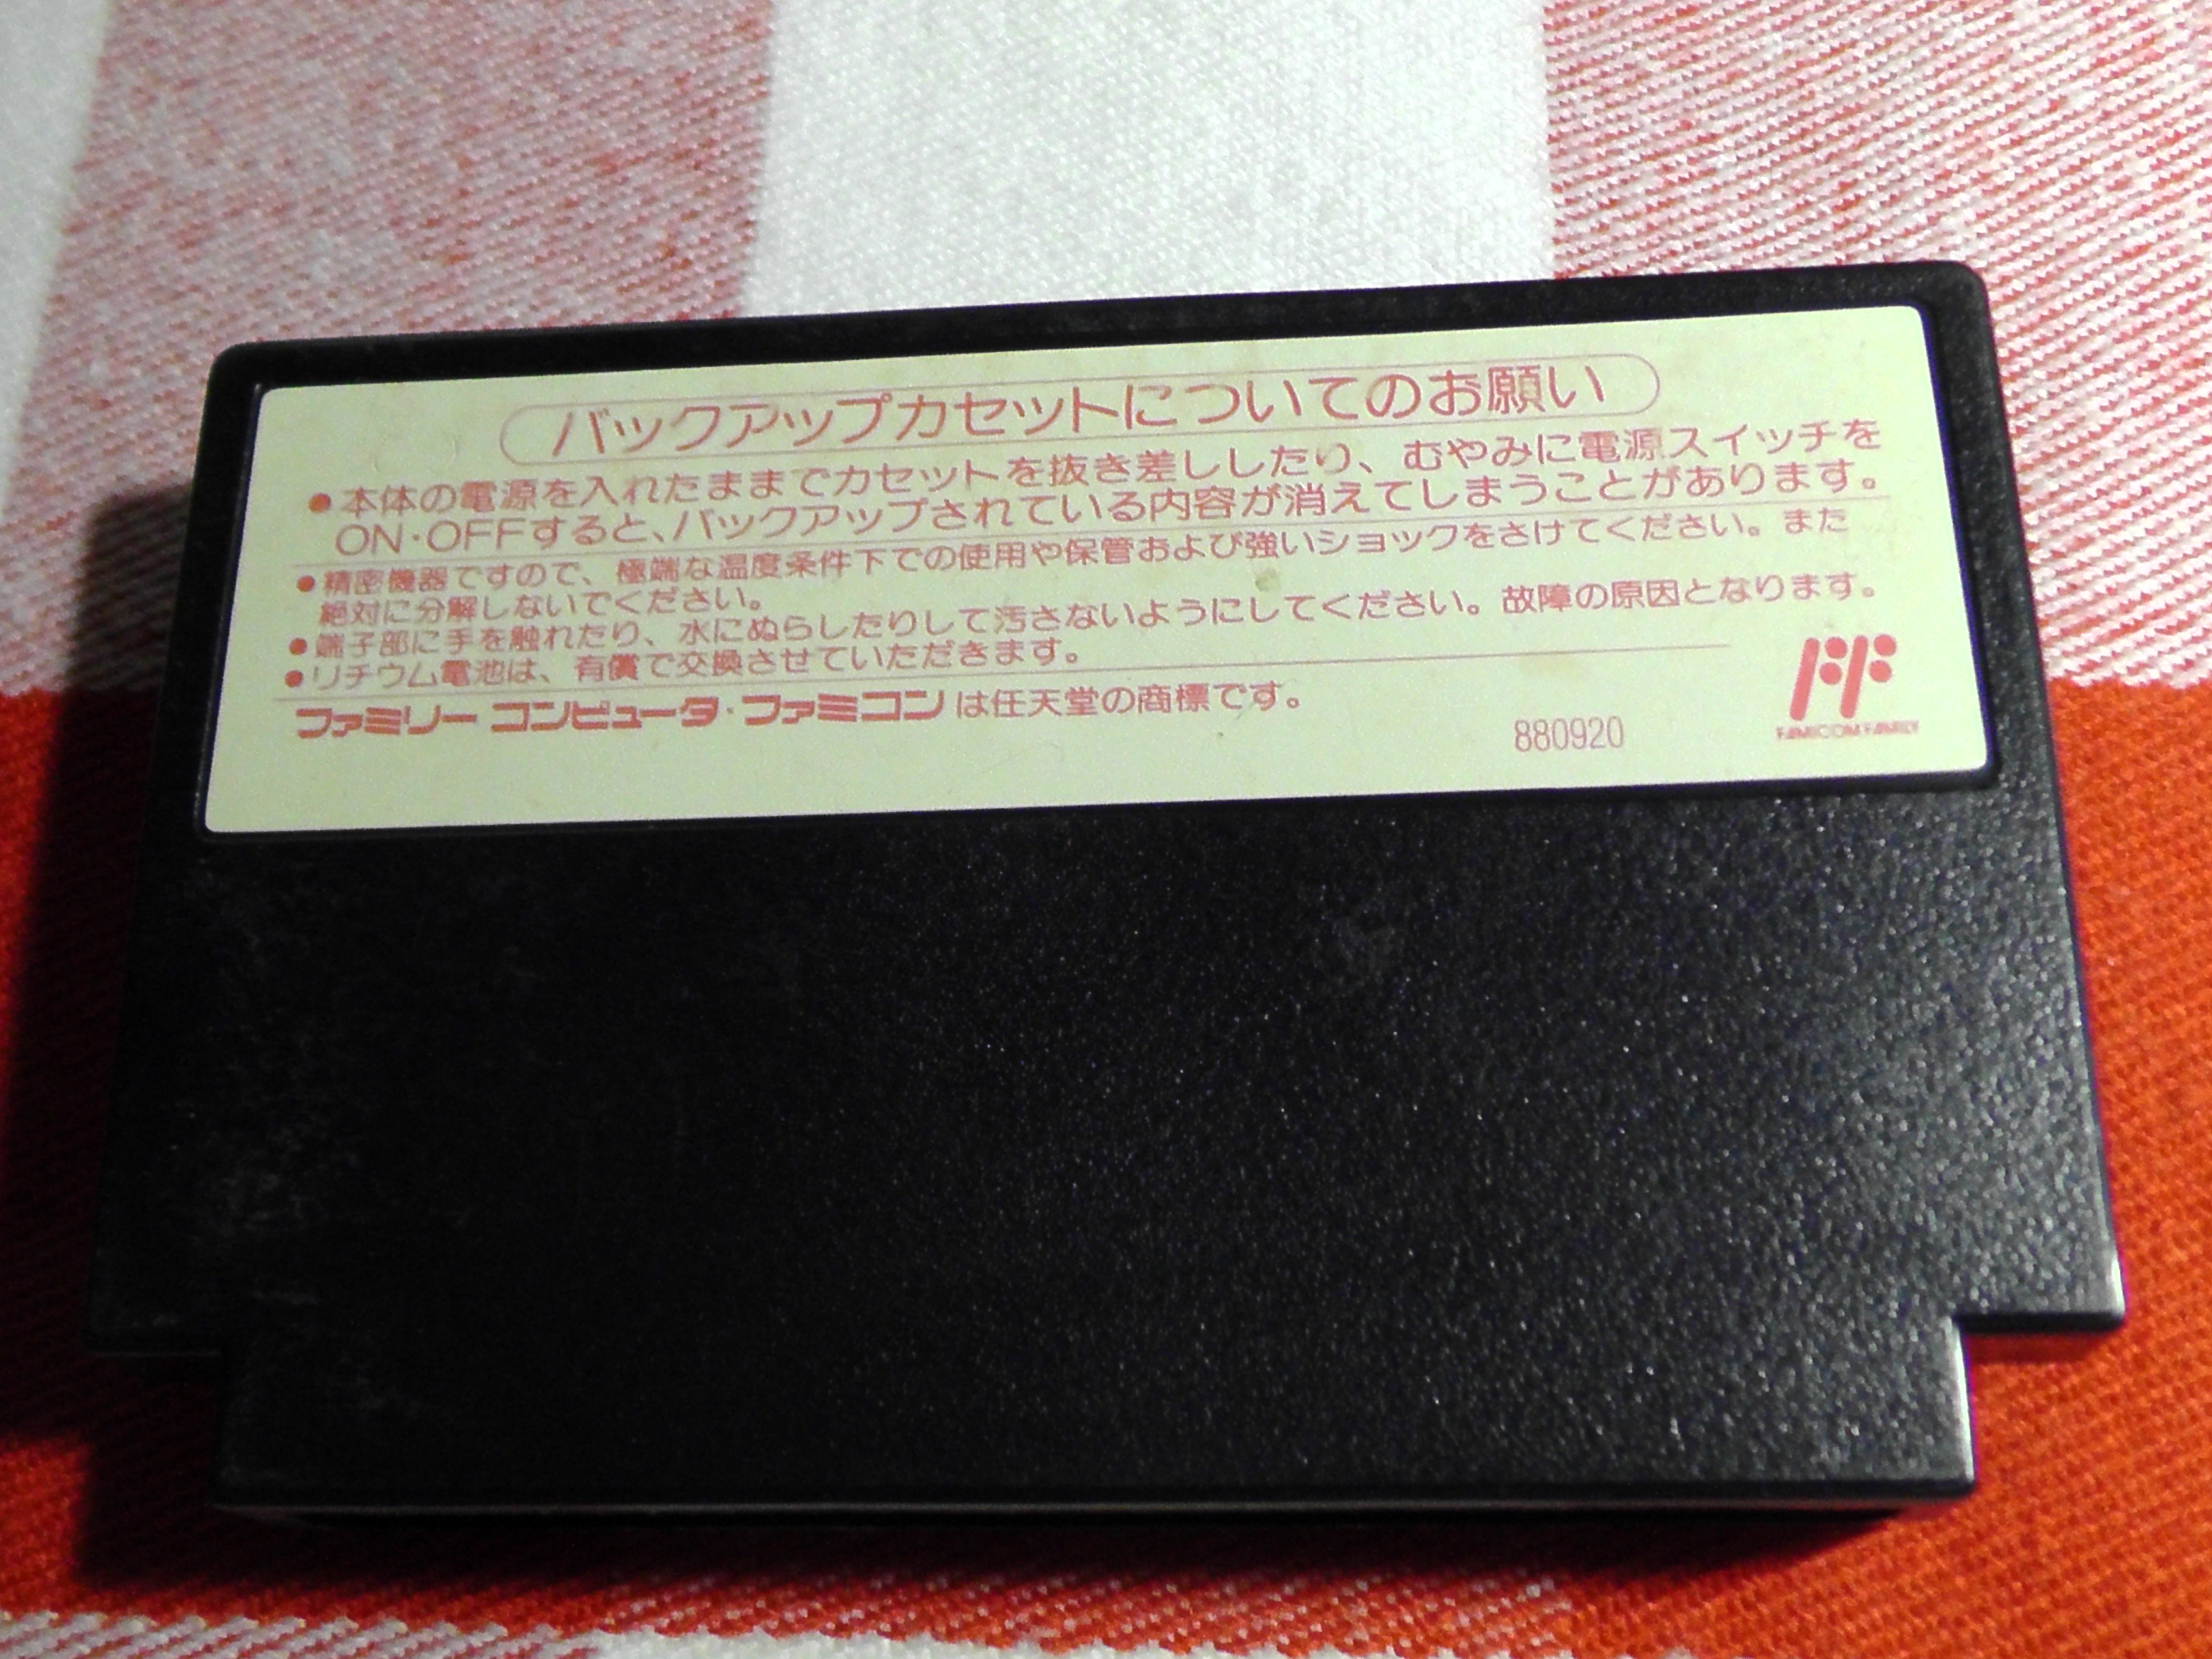 バックアップカセットについてのお願い
●本体の電源を入れたままでカセットを抜き差ししたり、むやみに電源スイッチを
ON・OFFすると、バックアップされている内容が消えてしまうことがあります。
●精密機器ですので、極端な温度条件下での使用や保管および強いショックをさけてください。また
絶対に分解しないでください。
●端子部に手を触れたり、水にぬらしたりして汚さないようにしてください。故障の原因となります。
●リチウム電池は、有償で交換させていただきます。
ファミリー コンピュータ・ファミコン は任天堂の商標です。
880920
FF
FAMICOM FAMILY